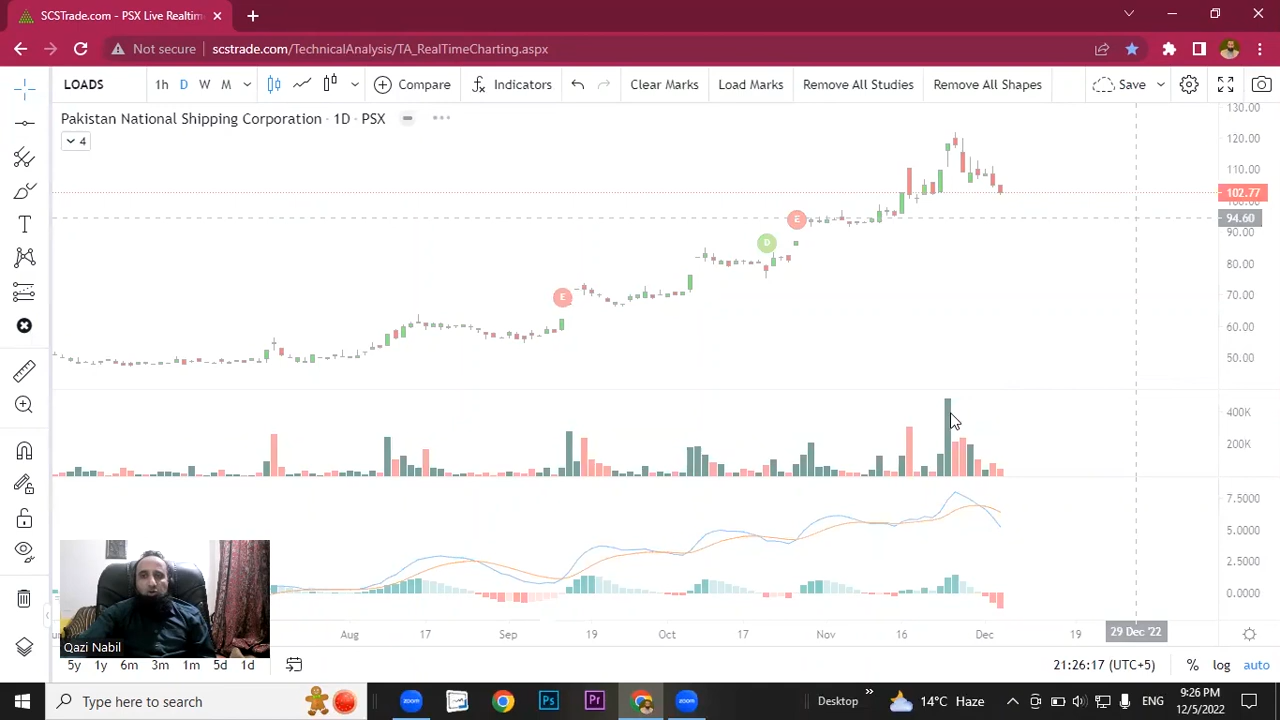 SCSTrade.com - PSX Live Realtim
Not secure
scstrade.com/TechnicalAnalysis/TA_RealTimeCharting.aspx
LOADS
1h D W M
Compare
Indicators
Clear Marks
Load Marks
Remove All Studies
Remove All Shapes
Save
Pakistan National Shipping Corporation · 1D · PSX
4
130.00
120.00
110.00
102.77
94.60
90.00
80.00
70.00
60.00
50.00
E
D
E
400K
200K
7.5000
5.0000
2.5000
0.0000
Qazi Nabil
Aug 17 Sep 19 Oct 17 Nov 16 Dec 19 29 Dec '22
5y 1y 6m 3m 1m 5d 1d
21:26:17 (UTC+5)
% log auto
Type here to search
zoom
Ps
Pr
zoom
Desktop
14°C Haze
ENG
9:26 PM
12/5/2022